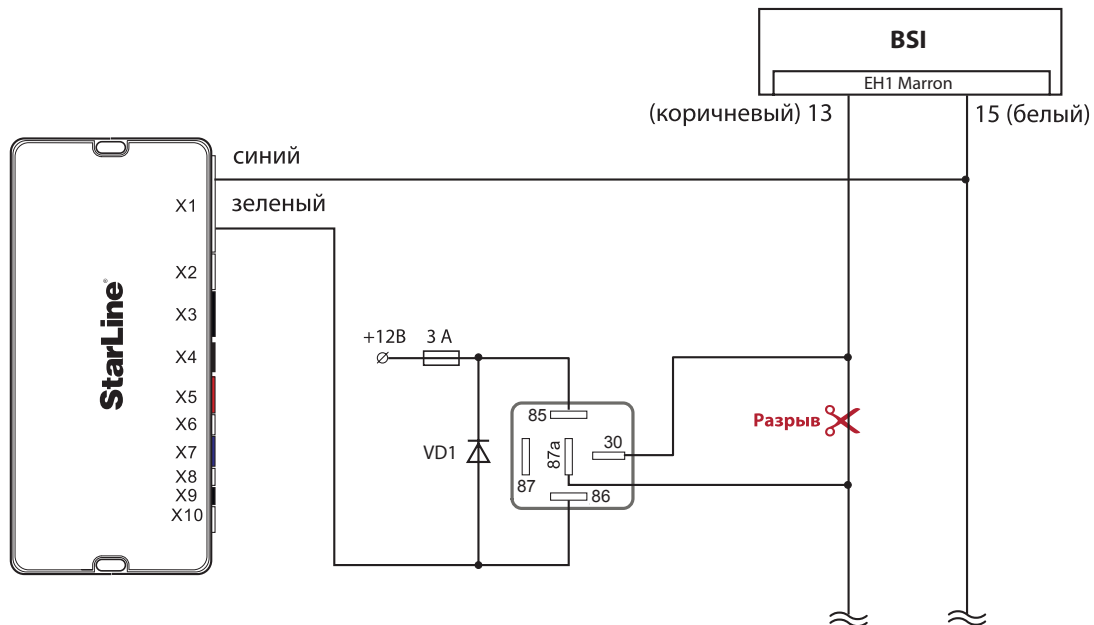 BSI
EH1 Marron
(коричневый) 13
15 (белый)
синий
зеленый
X1
X2
X3
X4
X5
X6
X7
X8
X9
X10
StarLine®
+12В
3 А
VD1
85
87a
30
87
86
Разрыв